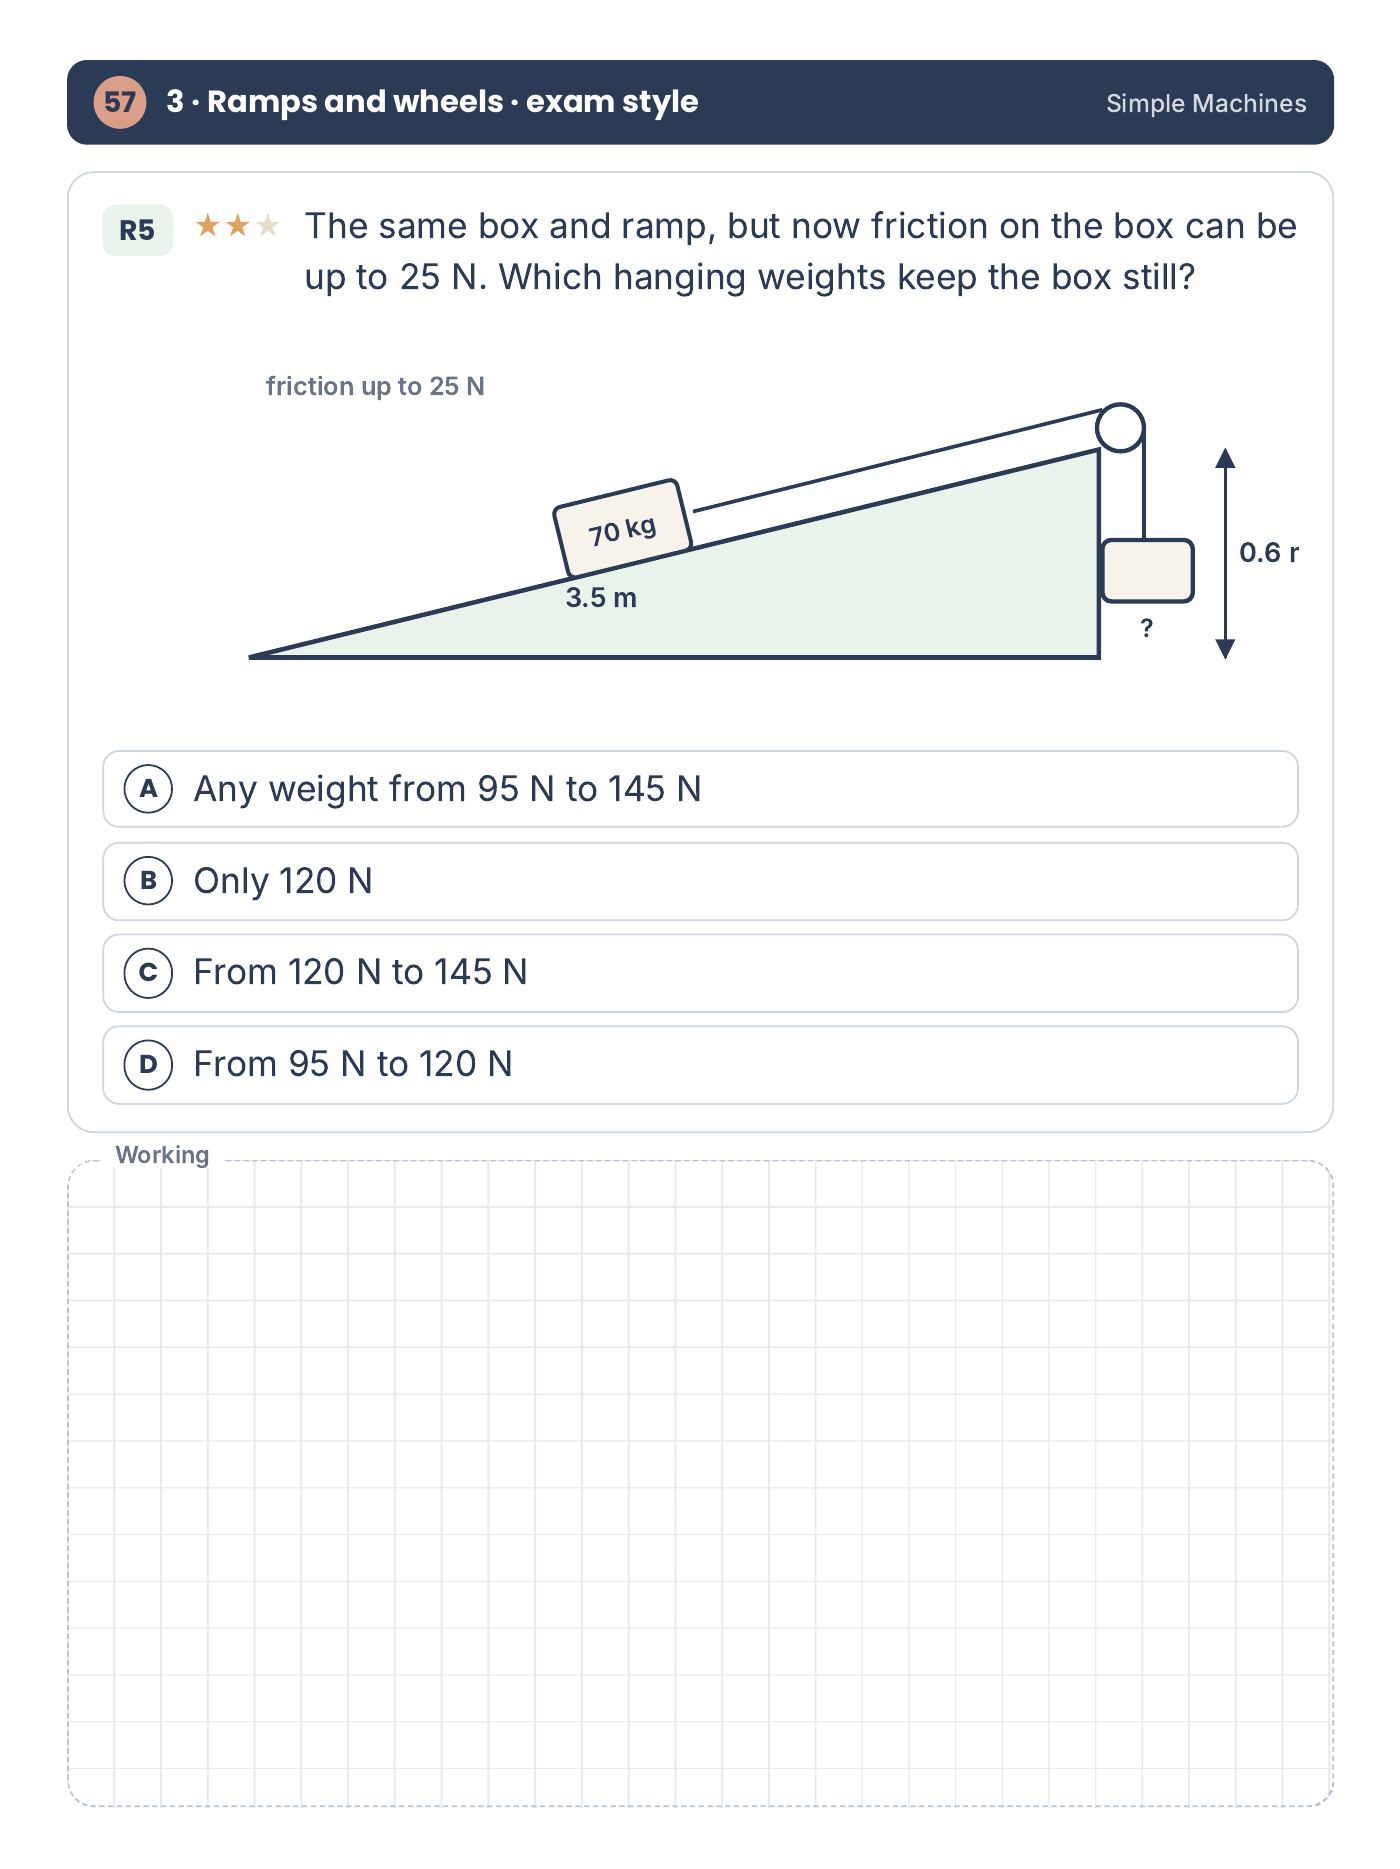 57 3 · Ramps and wheels · exam style Simple Machines
R5 ★★★ The same box and ramp, but now friction on the box can be
up to 25 N. Which hanging weights keep the box still?
friction up to 25 N
70 kg
0.6 r
3.5 m
?
A Any weight from 95 N to 145 N
B Only 120 N
C From 120 N to 145 N
D From 95 N to 120 N
Working